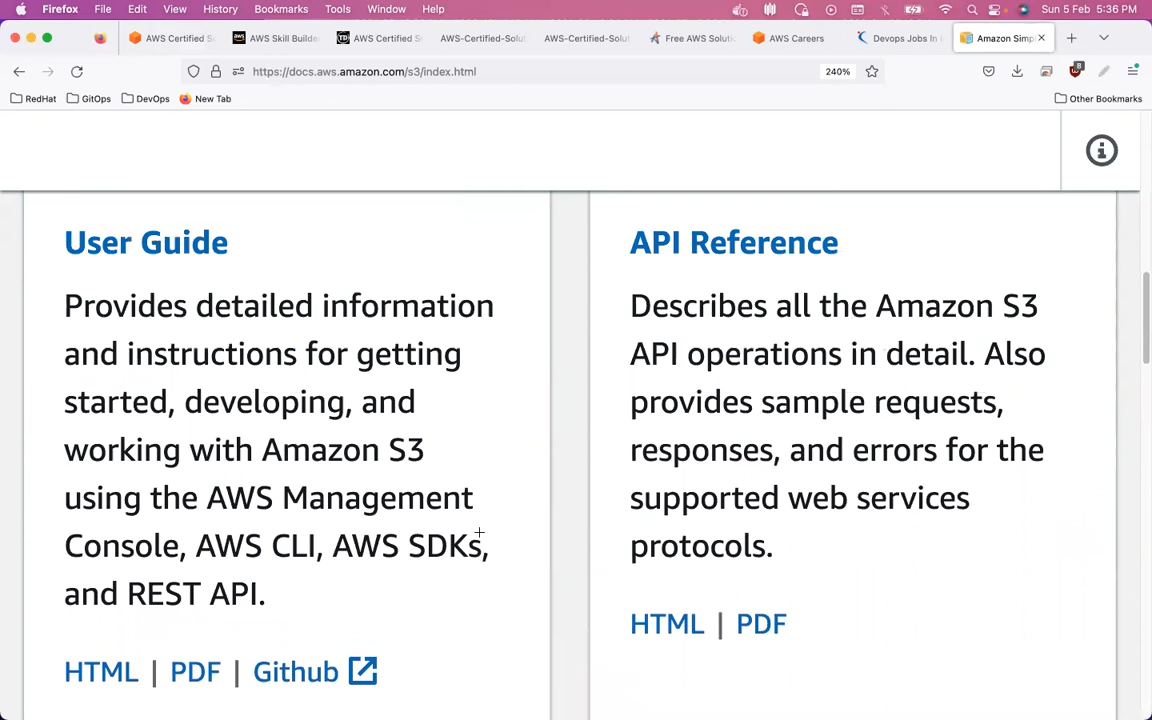 Firefox File Edit View History Bookmarks Tools Window Help Sun 5 Feb 5:36 PM
AWS Certified S AWS Skill Builder AWS Certified S AWS-Certified-Solut AWS-Certified-Solut Free AWS Soluti AWS Careers Devops Jobs In Amazon Simp
https://docs.aws.amazon.com/s3/index.html 240% 8
RedHat GitOps DevOps New Tab Other Bookmarks
User Guide
Provides detailed information
and instructions for getting
started, developing, and
working with Amazon S3
using the AWS Management
Console, AWS CLI, AWS SDKs,
and REST API.
HTML | PDF | Github
API Reference
Describes all the Amazon S3
API operations in detail. Also
provides sample requests,
responses, and errors for the
supported web services
protocols.
HTML | PDF